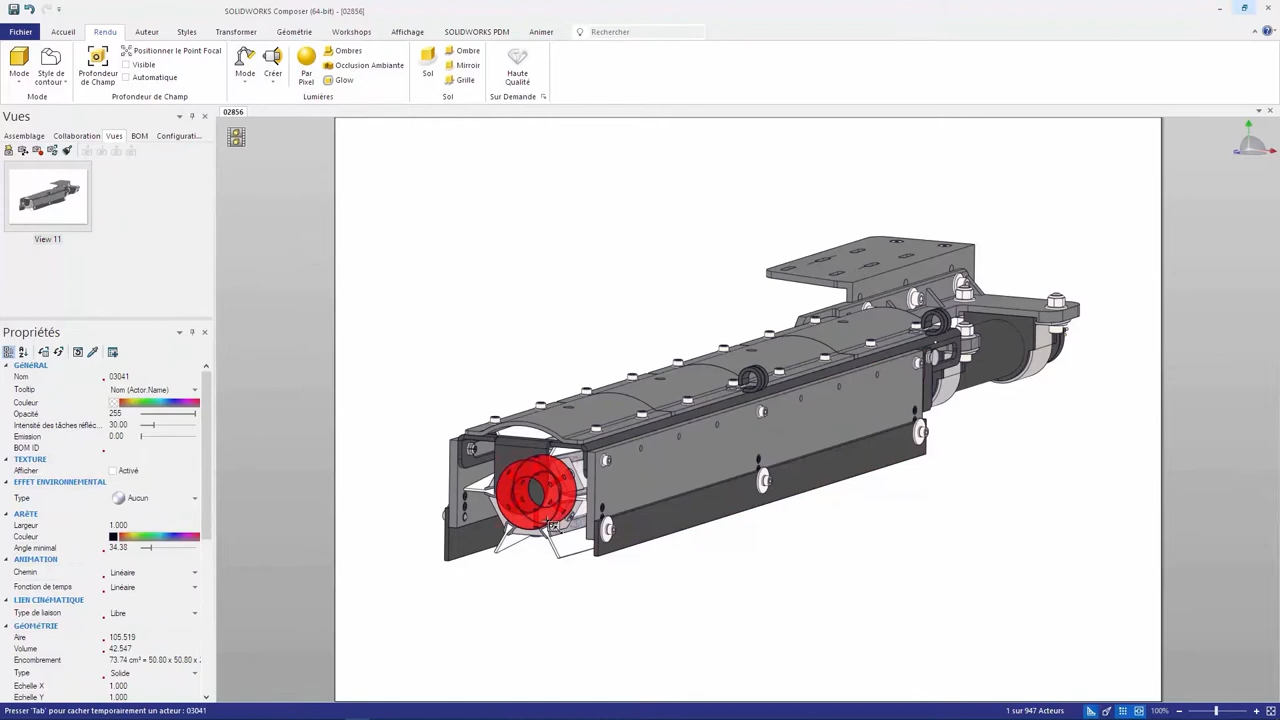 SOLIDWORKS Composer (64-bit) - [02856]
Fichier Accueil Rendu Auteur Styles Transformer Géométrie Workshops Affichage SOLIDWORKS PDM Animer Rechercher
Mode
Style de contour
Mode
Profondeur de Champ
Positionner le Point Focal
Visible
Automatique
Profondeur de Champ
Mode
Créer
Par Pixel
Ombres
Occlusion Ambiante
Glow
Lumières
Sol
Ombre
Mirroir
Grille
Sol
Haute Qualité
Sur Demande
Vues
02856
Assemblage Collaboration Vues BOM Configurati...
View 11
Propriétés
GéNéRAL
Nom 03041
Tooltip Nom (Actor.Name)
Couleur
Opacité 255
Intensité des tâches réfléc... 30.00
Emission 0.00
BOM ID
TEXTURE
Afficher Activé
EFFET ENVIRONNEMENTAL
Type Aucun
ARêTE
Largeur 1.000
Couleur
Angle minimal 34.38
ANIMATION
Chemin Linéaire
Fonction de temps Linéaire
LIEN CINéMATIQUE
Type de liaison Libre
GéOMéTRIE
Aire 105.519
Volume 42.547
Encombrement 73.74 cm³ = 50.80 x 50.80 x
Type Solide
Echelle X 1.000
Echelle Y 1.000
Presser 'Tab' pour cacher temporairement un acteur : 03041
1 sur 947 Acteurs
100%